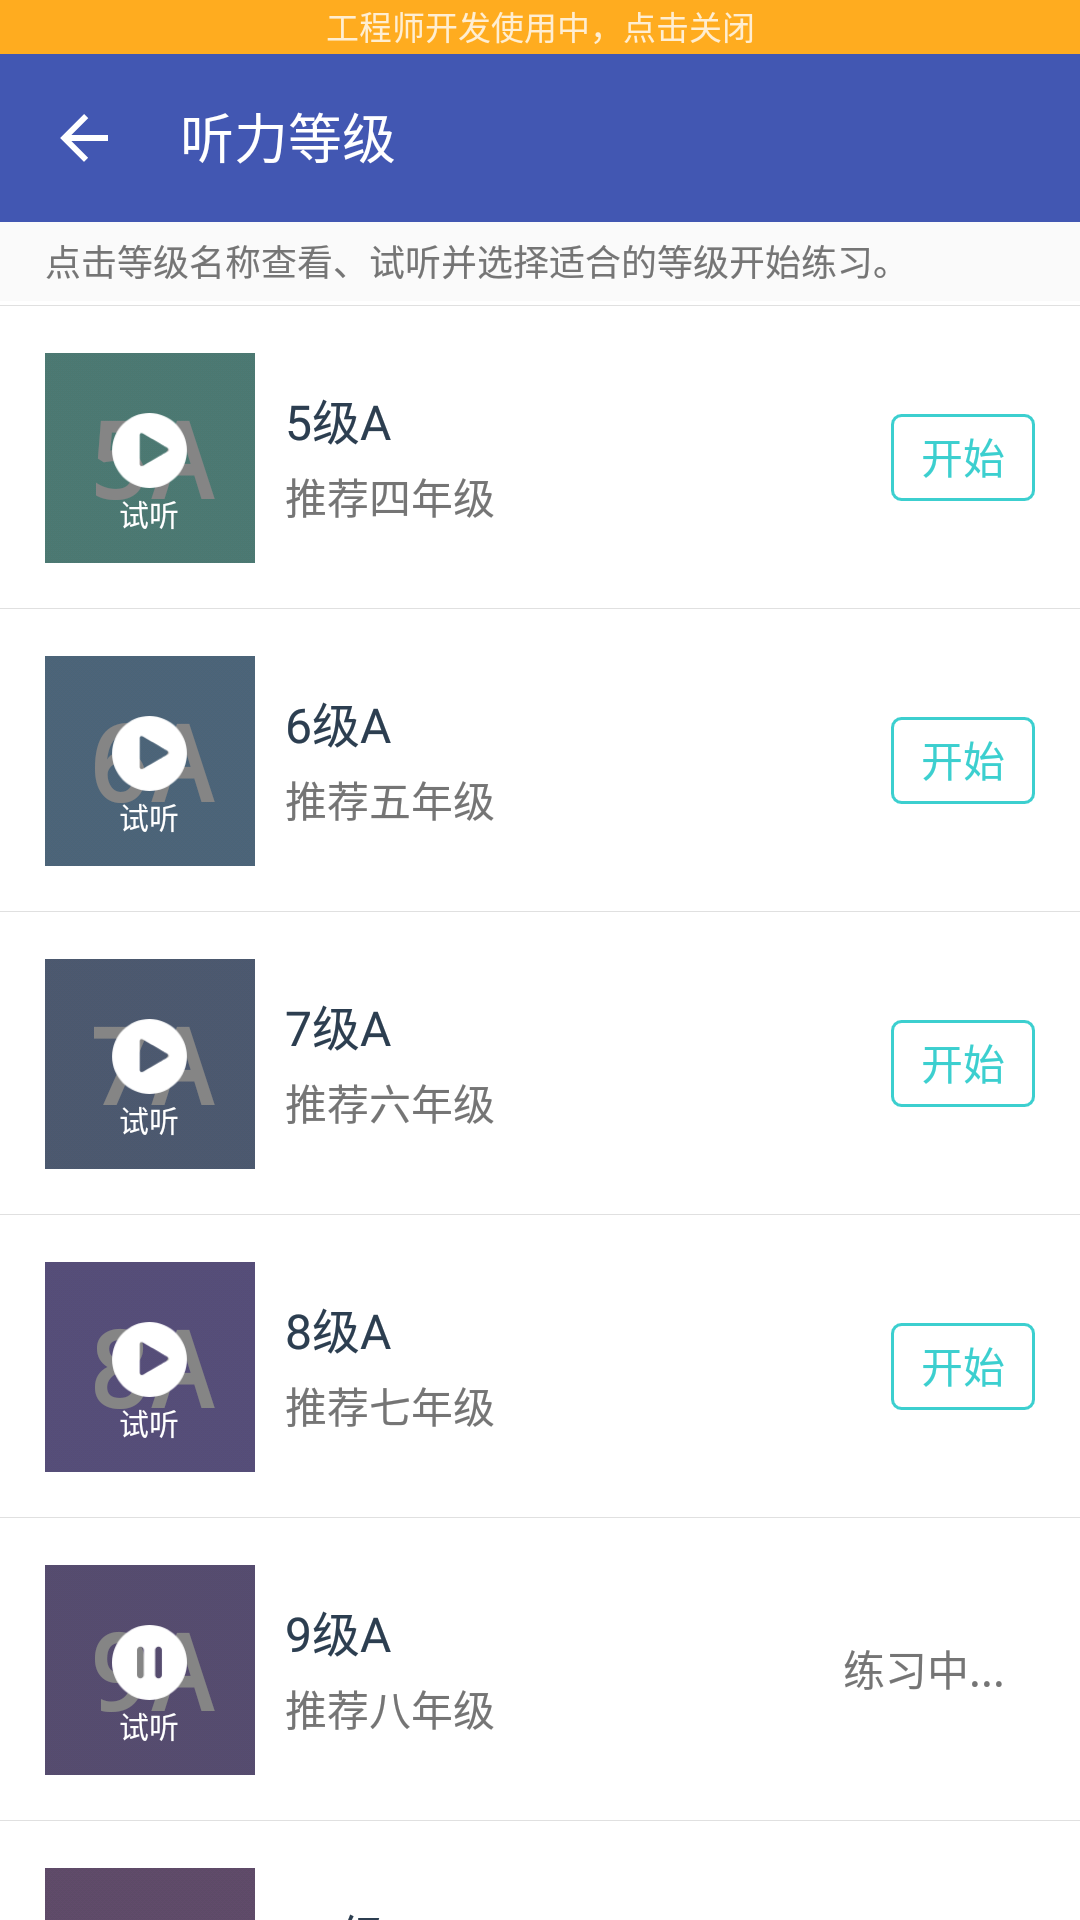 工程师开发使用中，点击关闭
听力等级
点击等级名称查看、试听并选择适合的等级开始练习。
5A
试听
5级A
推荐四年级
开始
6A
试听
6级A
推荐五年级
开始
7A
试听
7级A
推荐六年级
开始
8A
试听
8级A
推荐七年级
开始
9A
试听
9级A
推荐八年级
练习中...